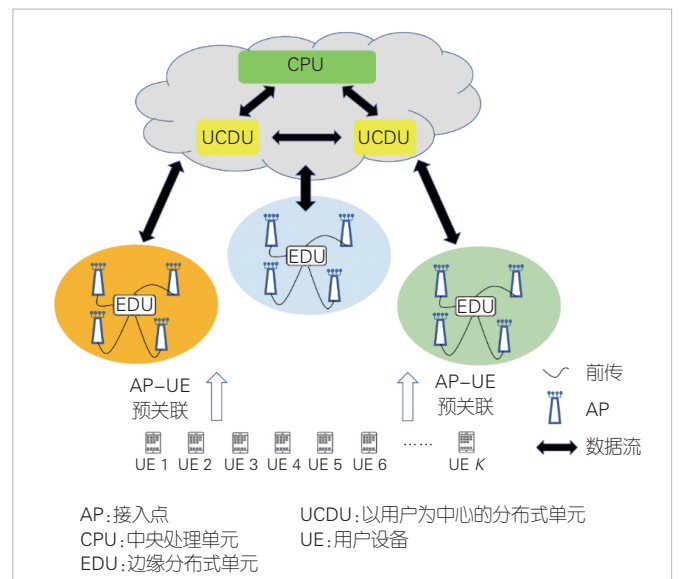 CPU
UCDU UCDU
EDU
EDU EDU
AP-UE
预关联
AP-UE
预关联
前传
AP
数据流
UE 1 UE 2 UE 3 UE 4 UE 5 UE 6 …… UE K
AP:接入点 UCDU:以用户为中心的分布式单元
CPU:中央处理单元 UE:用户设备
EDU:边缘分布式单元